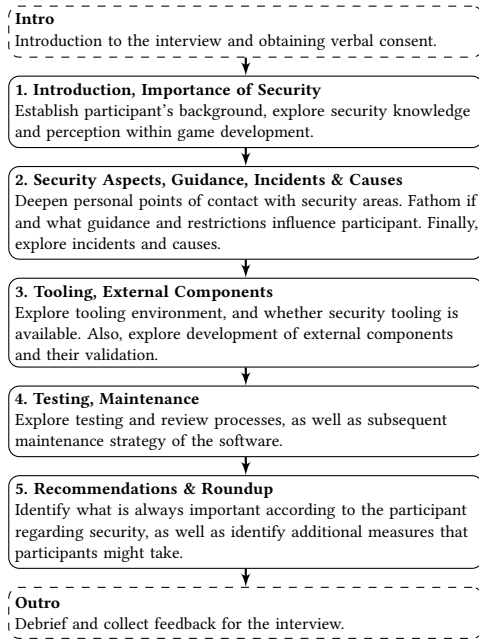 Intro
Introduction to the interview and obtaining verbal consent.
1. Introduction, Importance of Security
Establish participant's background, explore security knowledge
and perception within game development.
2. Security Aspects, Guidance, Incidents & Causes
Deepen personal points of contact with security areas. Fathom if
and what guidance and restrictions influence participant. Finally,
explore incidents and causes.
3. Tooling, External Components
Explore tooling environment, and whether security tooling is
available. Also, explore development of external components
and their validation.
4. Testing, Maintenance
Explore testing and review processes, as well as subsequent
maintenance strategy of the software.
5. Recommendations & Roundup
Identify what is always important according to the participant
regarding security, as well as identify additional measures that
participants might take.
Outro
Debrief and collect feedback for the interview.